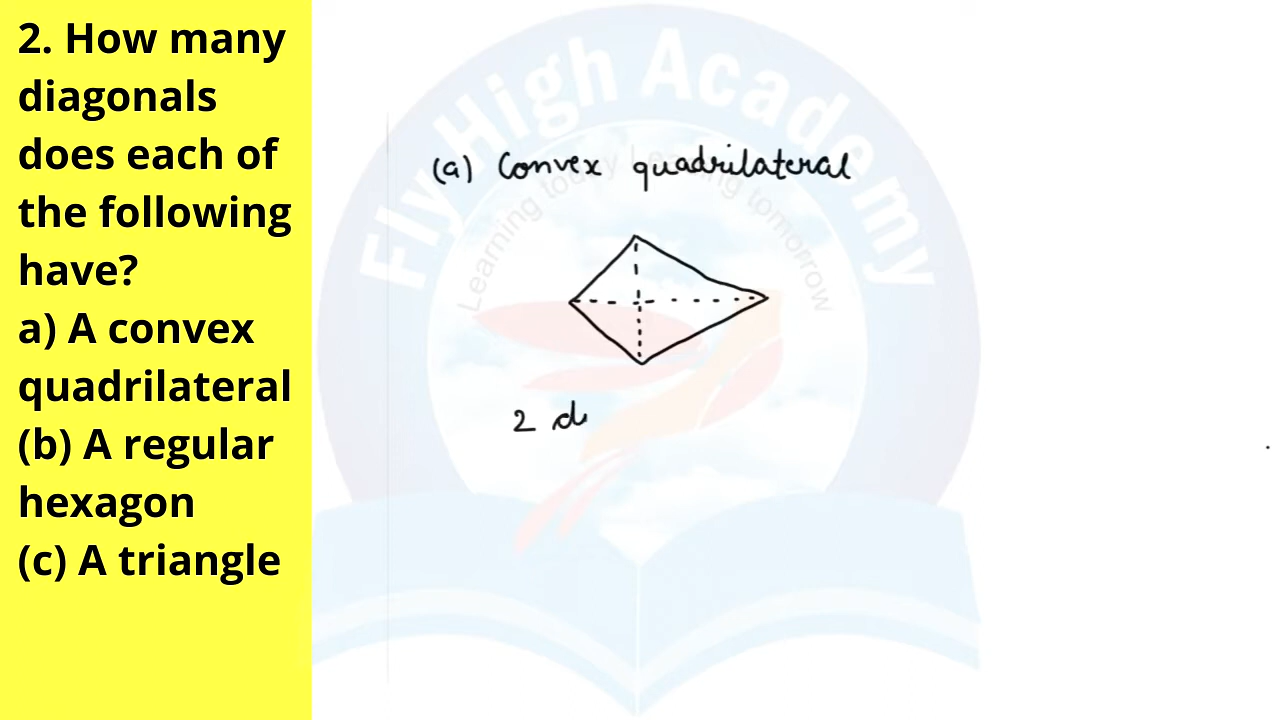 2. How many
diagonals
does each of
the following
have?
a) A convex
quadrilateral
(b) A regular
hexagon
(c) A triangle
Fly High Academy
Learning today Leading tomorrow
(a) Convex quadrilateral
2 di